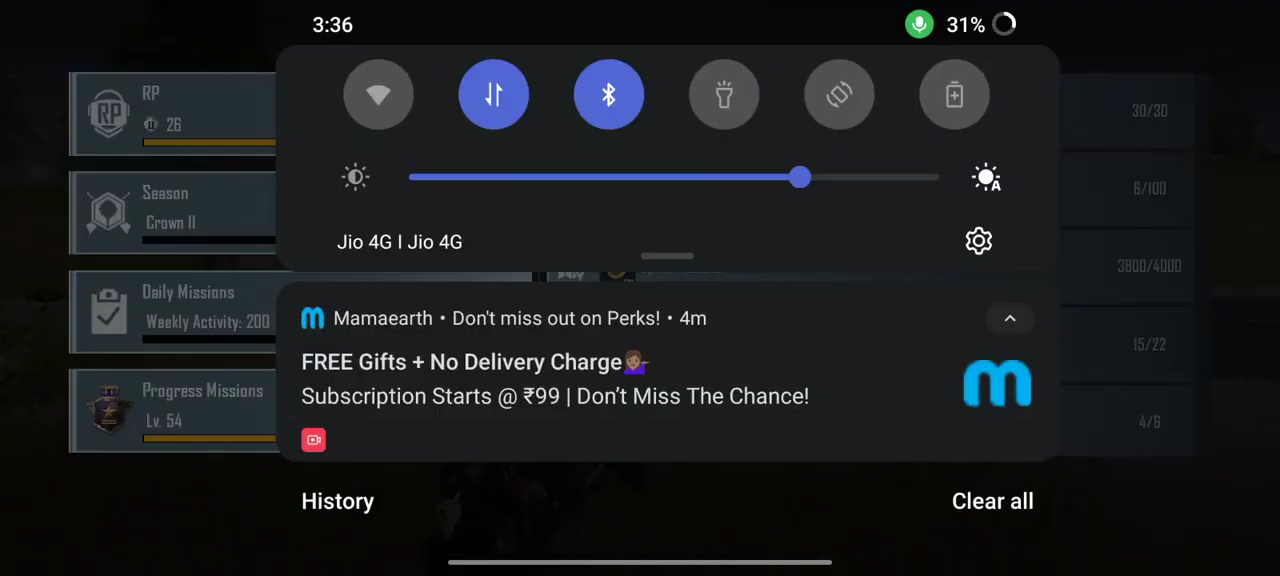 3:36
31%
RP
26
Season
Crown II
Daily Missions
Weekly Activity: 200
Progress Missions
Lv. 54
30/30
6/100
3800/4000
15/22
4/6
Jio 4G I Jio 4G
Mamaearth • Don't miss out on Perks! • 4m
FREE Gifts + No Delivery Charge
Subscription Starts @ ₹99 | Don’t Miss The Chance!
History
Clear all